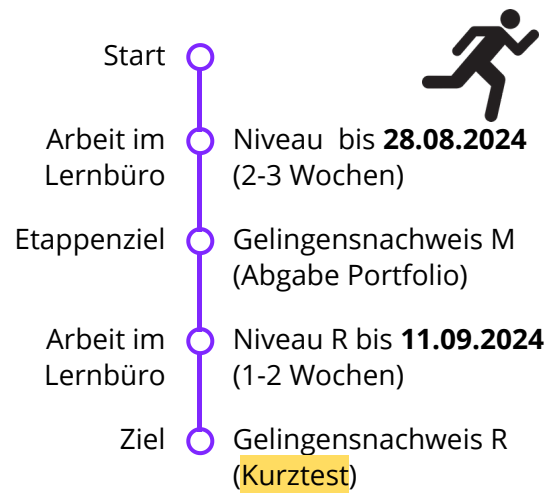 Start
Arbeit im
Lernbüro
Niveau  bis 28.08.2024
(2-3 Wochen)
Etappenziel
Gelingensnachweis M
(Abgabe Portfolio)
Arbeit im
Lernbüro
Niveau R bis 11.09.2024
(1-2 Wochen)
Ziel
Gelingensnachweis R
(Kurztest)